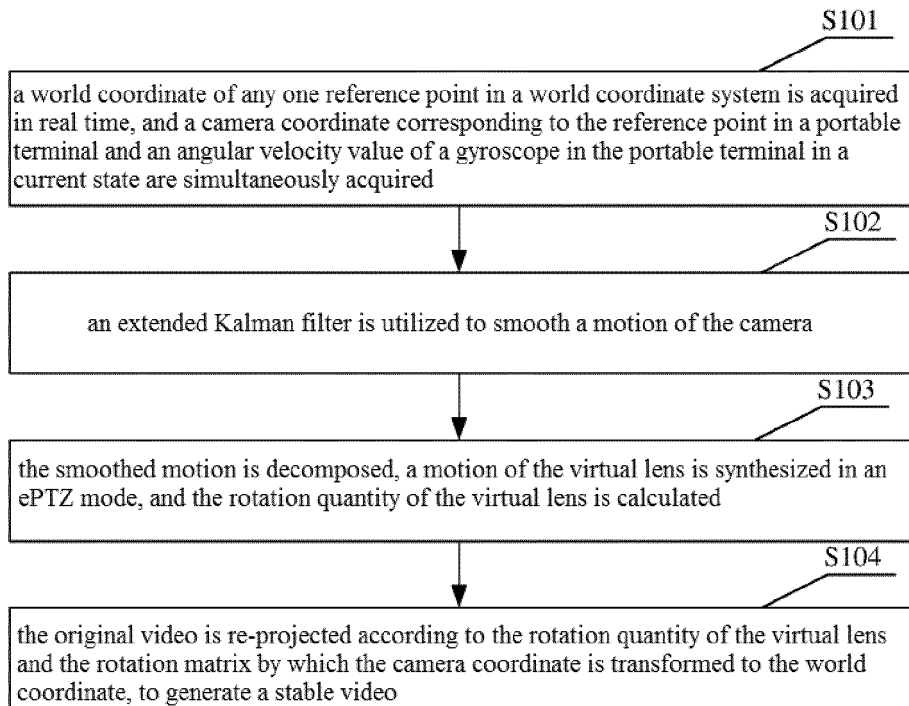 S101
a world coordinate of any one reference point in a world coordinate system is acquired
in real time, and a camera coordinate corresponding to the reference point in a portable
terminal and an angular velocity value of a gyroscope in the portable terminal in a
current state are simultaneously acquired
S102
an extended Kalman filter is utilized to smooth a motion of the camera
S103
the smoothed motion is decomposed, a motion of the virtual lens is synthesized in an
ePTZ mode, and the rotation quantity of the virtual lens is calculated
S104
the original video is re-projected according to the rotation quantity of the virtual lens
and the rotation matrix by which the camera coordinate is transformed to the world
coordinate, to generate a stable video